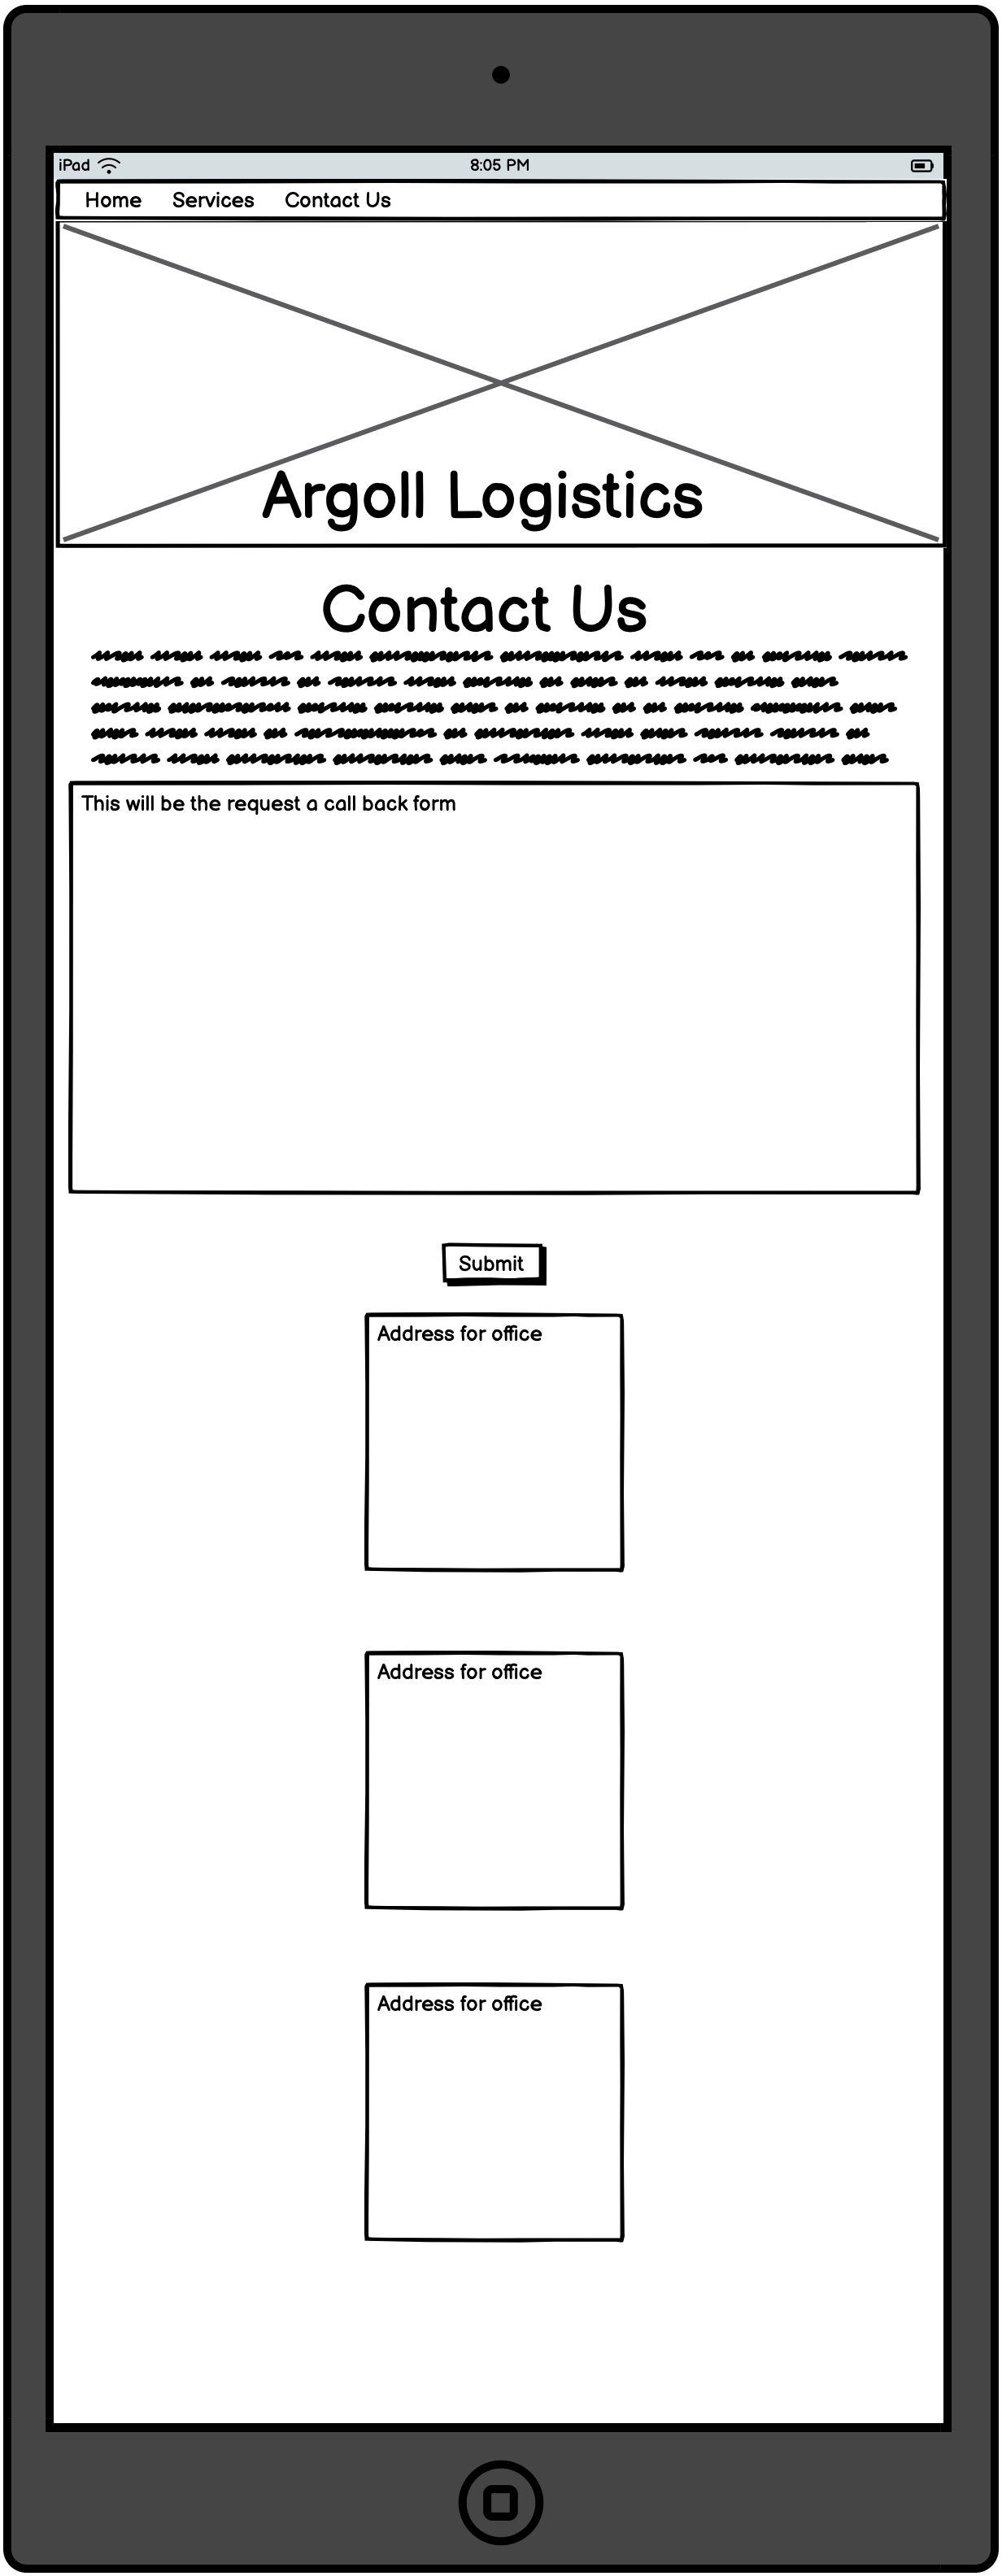 iPad 8:05 PM
Home Services Contact Us
Argoll Logistics
Contact Us
This will be the request a call back form
Submit
Address for office
Address for office
Address for office